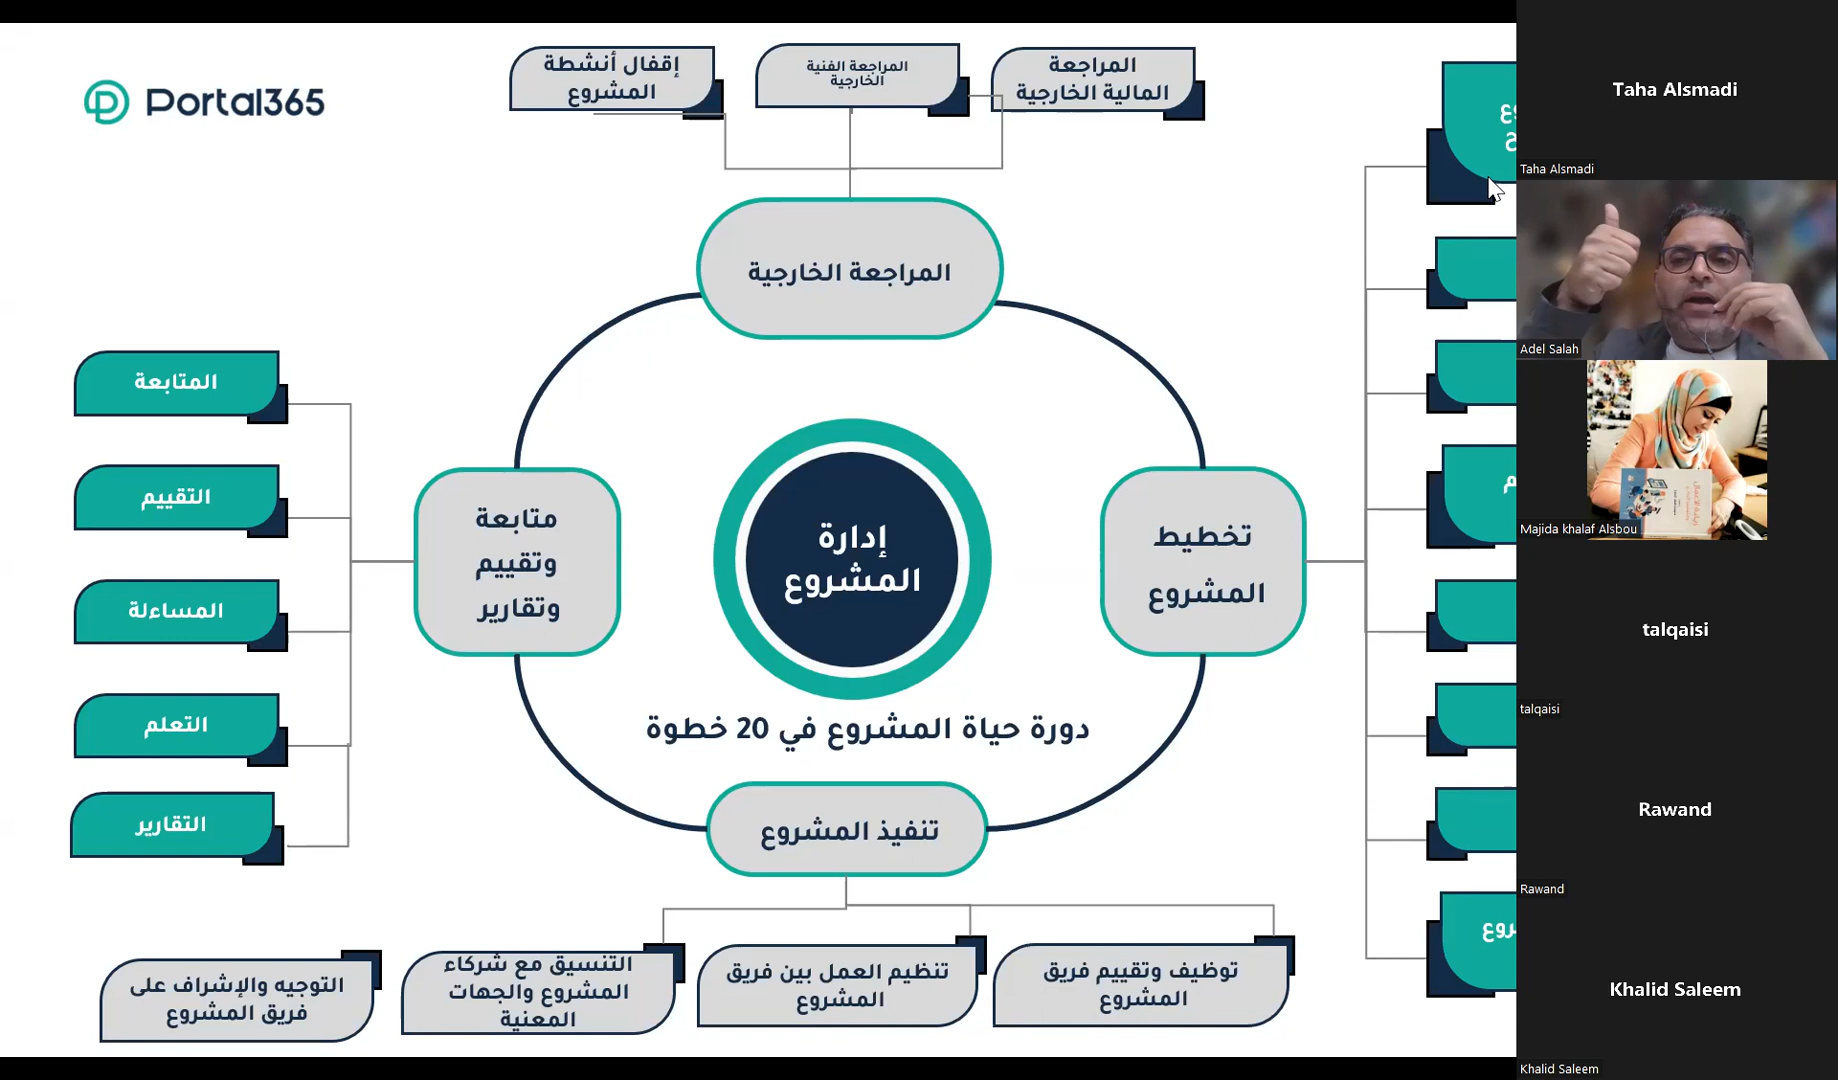 Portal365
إقفال أنشطة
المشروع
المراجعة الفنية
الخارجية
المراجعة
المالية الخارجية
المراجعة الخارجية
المتابعة
التقييم
المساءلة
التعلم
التقارير
متابعة
وتقييم
وتقارير
إدارة
المشروع
تخطيط
المشروع
دورة حياة المشروع في 20 خطوة
تنفيذ المشروع
توظيف وتقييم فريق
المشروع
تنظيم العمل بين فريق
المشروع
التنسيق مع شركاء
المشروع والجهات
المعنية
التوجيه والإشراف على
فريق المشروع
Taha Alsmadi
Taha Alsmadi
Adel Salah
Majida khalaf Alsbou
talqaisi
talqaisi
Rawand
Rawand
Khalid Saleem
Khalid Saleem